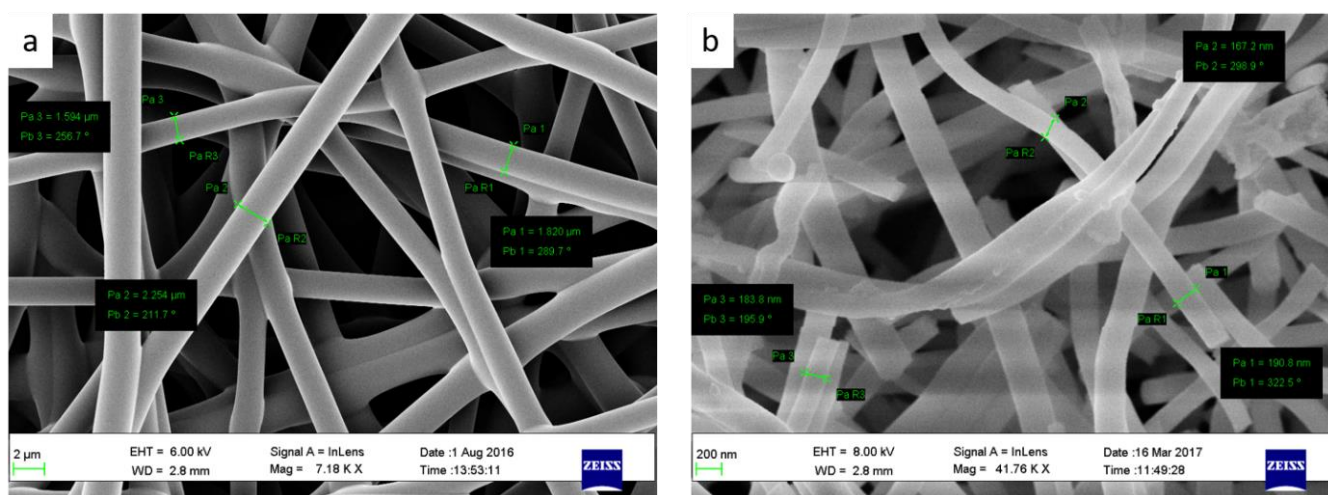 a
Pa 3 = 1.594 µm
Pb 3 = 256.7 °
Pa 3
Pa R3
Pa 1
Pa R1
Pa 2
Pa R2
Pa 1 = 1.820 µm
Pb 1 = 289.7 °
Pa 2 = 2.254 µm
Pb 2 = 211.7 °
2 µm
EHT = 6.00 kV
WD = 2.8 mm
Signal A = InLens
Mag = 7.18 K X
Date :1 Aug 2016
Time :13:53:11
ZEISS
b
Pa 2 = 167.2 nm
Pb 2 = 298.9 °
Pa 2
Pa R2
Pa 1
Pa R1
Pa 3 = 183.8 nm
Pb 3 = 195.9 °
Pa 3
Pa R3
Pa 1 = 190.8 nm
Pb 1 = 322.5 °
200 nm
EHT = 8.00 kV
WD = 2.8 mm
Signal A = InLens
Mag = 41.76 K X
Date :16 Mar 2017
Time :11:49:28
ZEISS